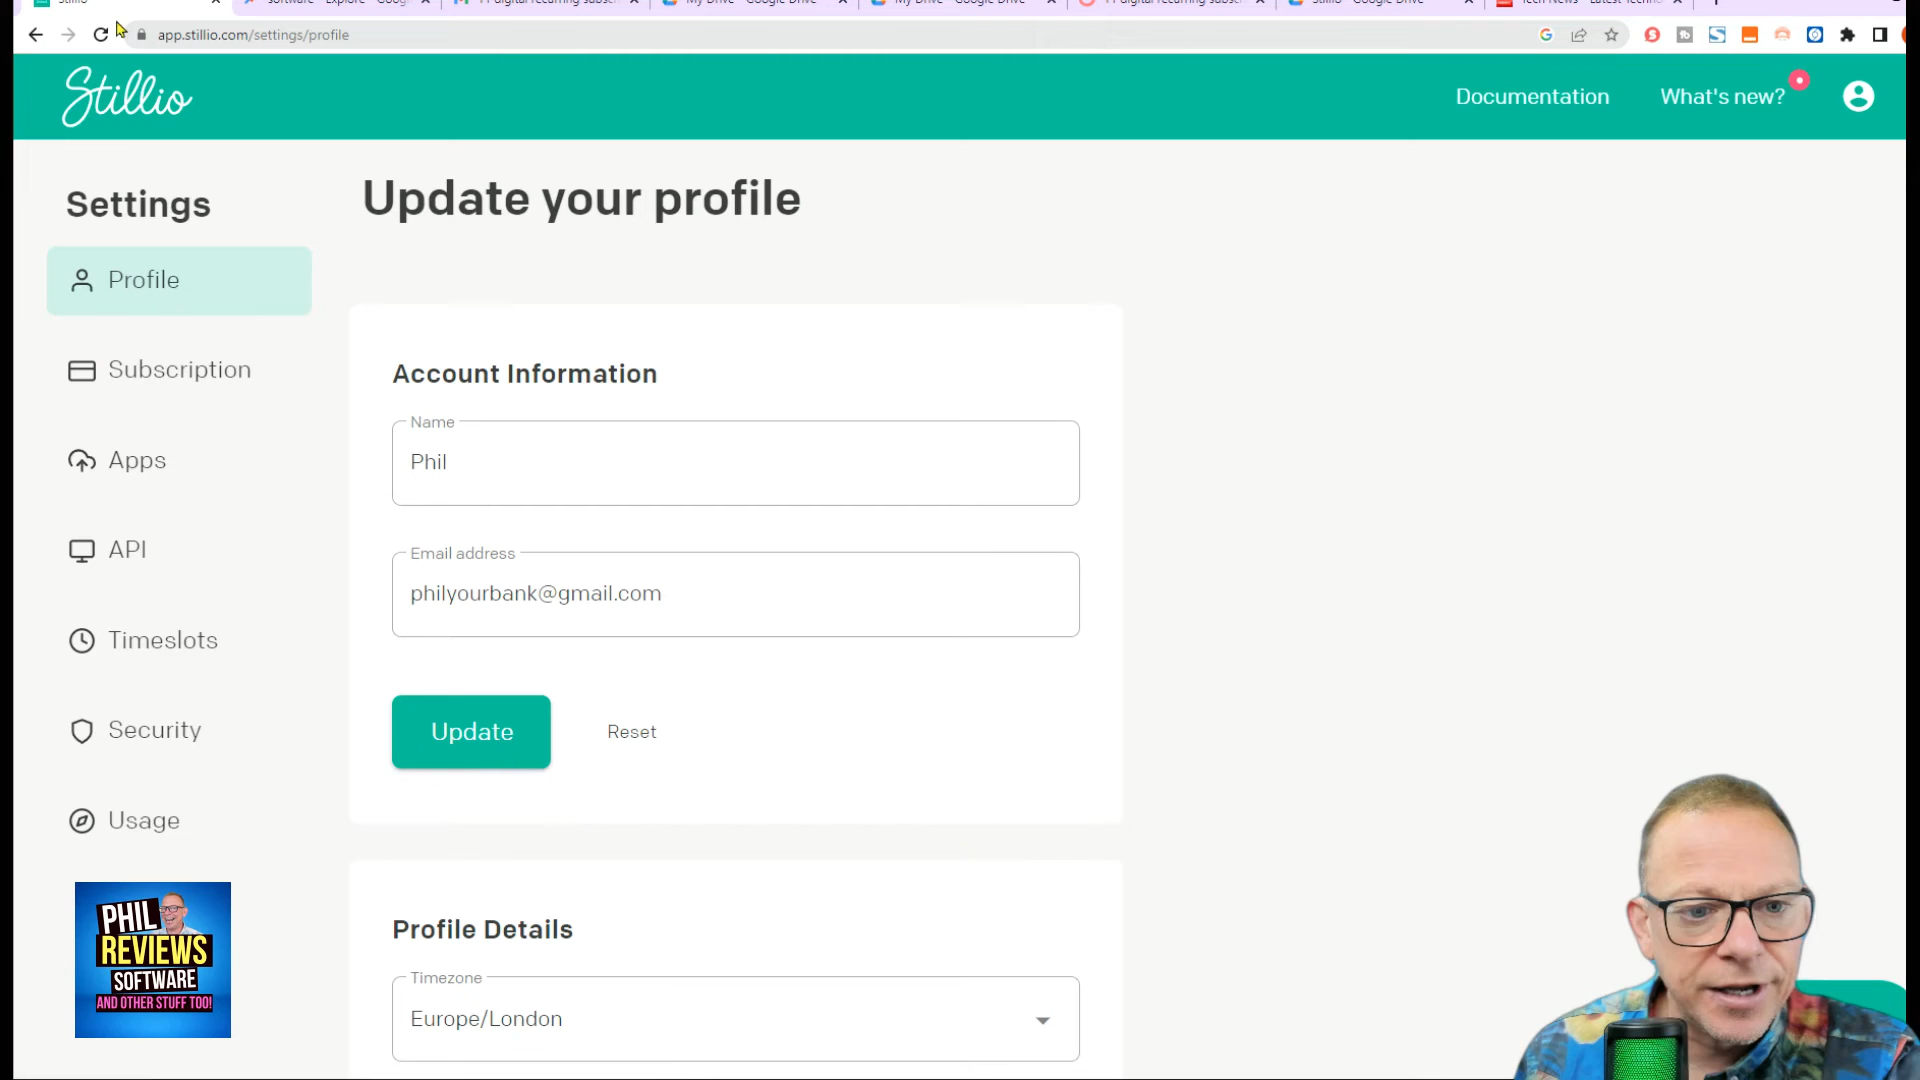 app.stillio.com/settings/profile
Stillio
Documentation
What's new?
Settings
Profile
Subscription
Apps
API
Timeslots
Security
Usage
Update your profile
Account Information
Name
Phil
Email address
philyourbank@gmail.com
Update
Reset
Profile Details
Timezone
Europe/London
PHIL
REVIEWS
SOFTWARE
AND OTHER STUFF TOO!